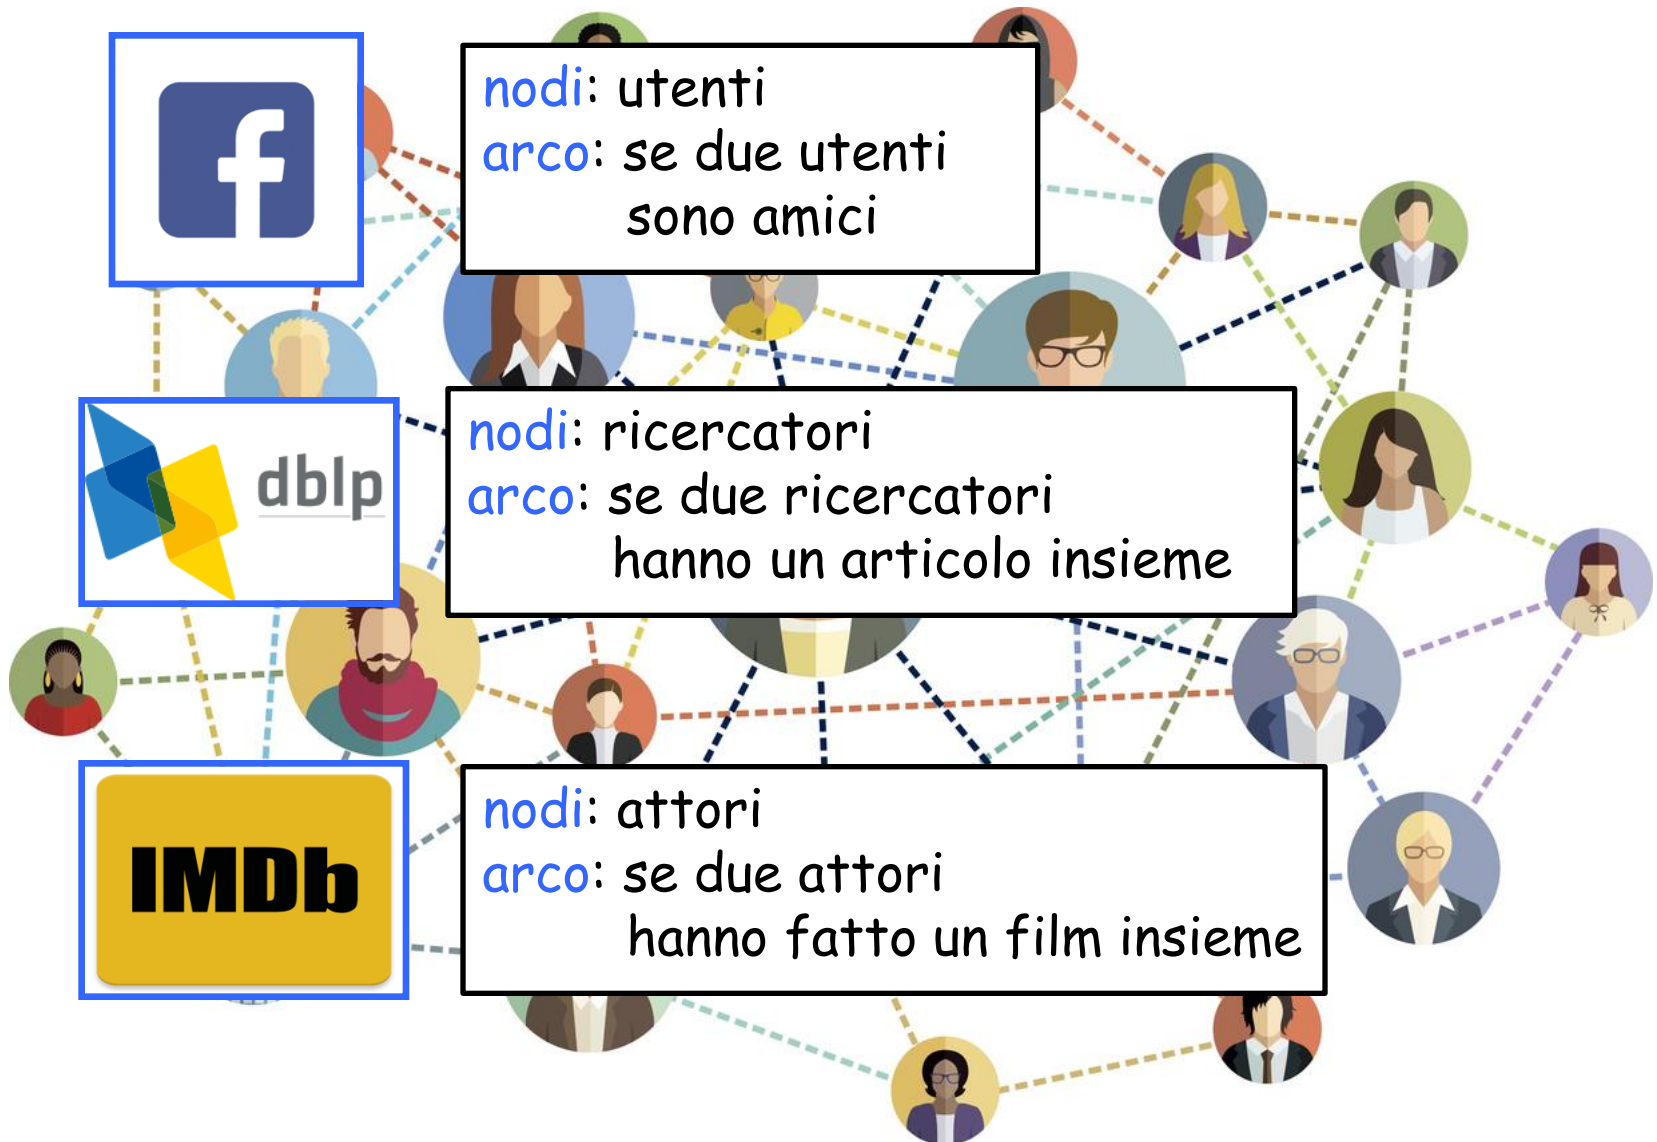 f
nodi: utenti
arco: se due utenti
sono amici
dblp
nodi: ricercatori
arco: se due ricercatori
hanno un articolo insieme
IMDb
nodi: attori
arco: se due attori
hanno fatto un film insieme